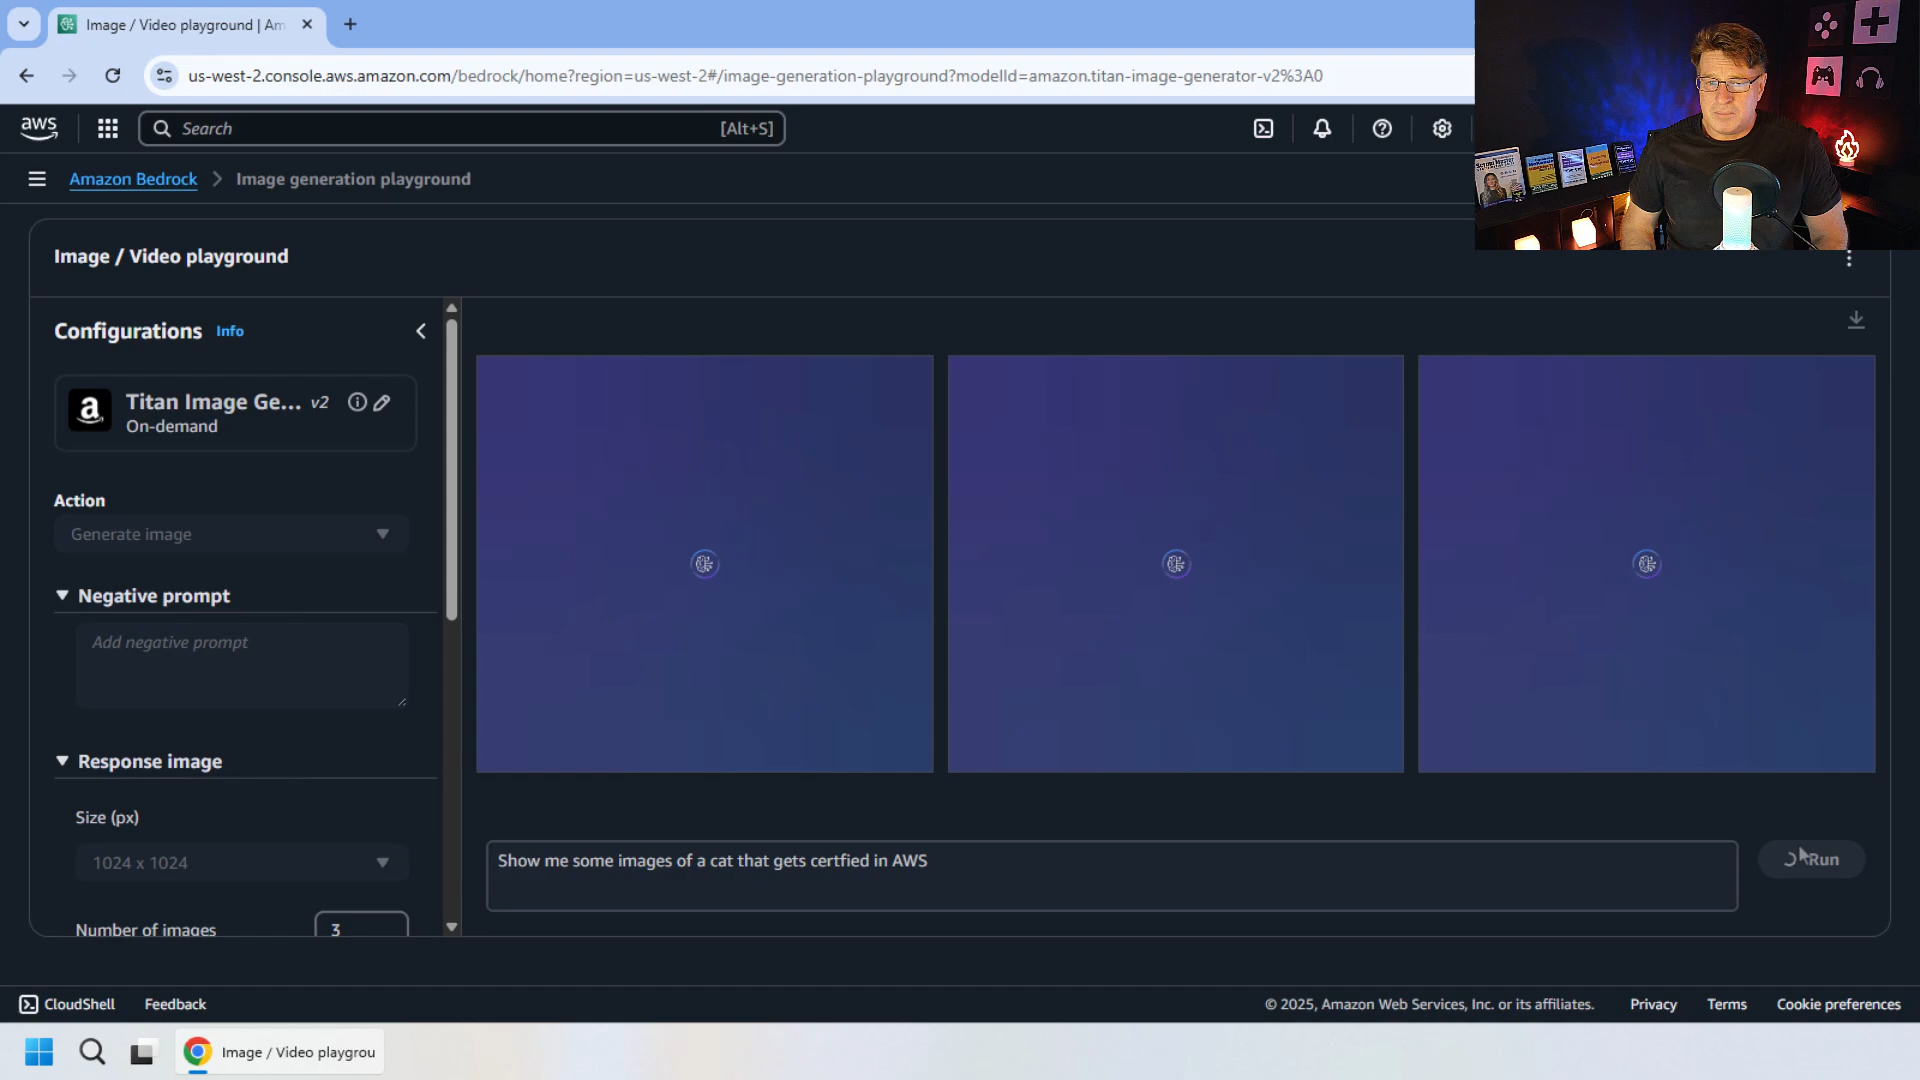 Image / Video playground | Am
us-west-2.console.aws.amazon.com/bedrock/home?region=us-west-2#/image-generation-playground?modelId=amazon.titan-image-generator-v2%3A0
aws
Search
[Alt+S]
Amazon Bedrock
Image generation playground
Image / Video playground
Configurations
Info
a
Titan Image Ge... v2
On-demand
Action
Generate image
Negative prompt
Add negative prompt
Response image
Size (px)
1024 x 1024
Number of images
3
Show me some images of a cat that gets certfied in AWS
Run
CloudShell
Feedback
© 2025, Amazon Web Services, Inc. or its affiliates.
Privacy
Terms
Cookie preferences
Image / Video playgrou